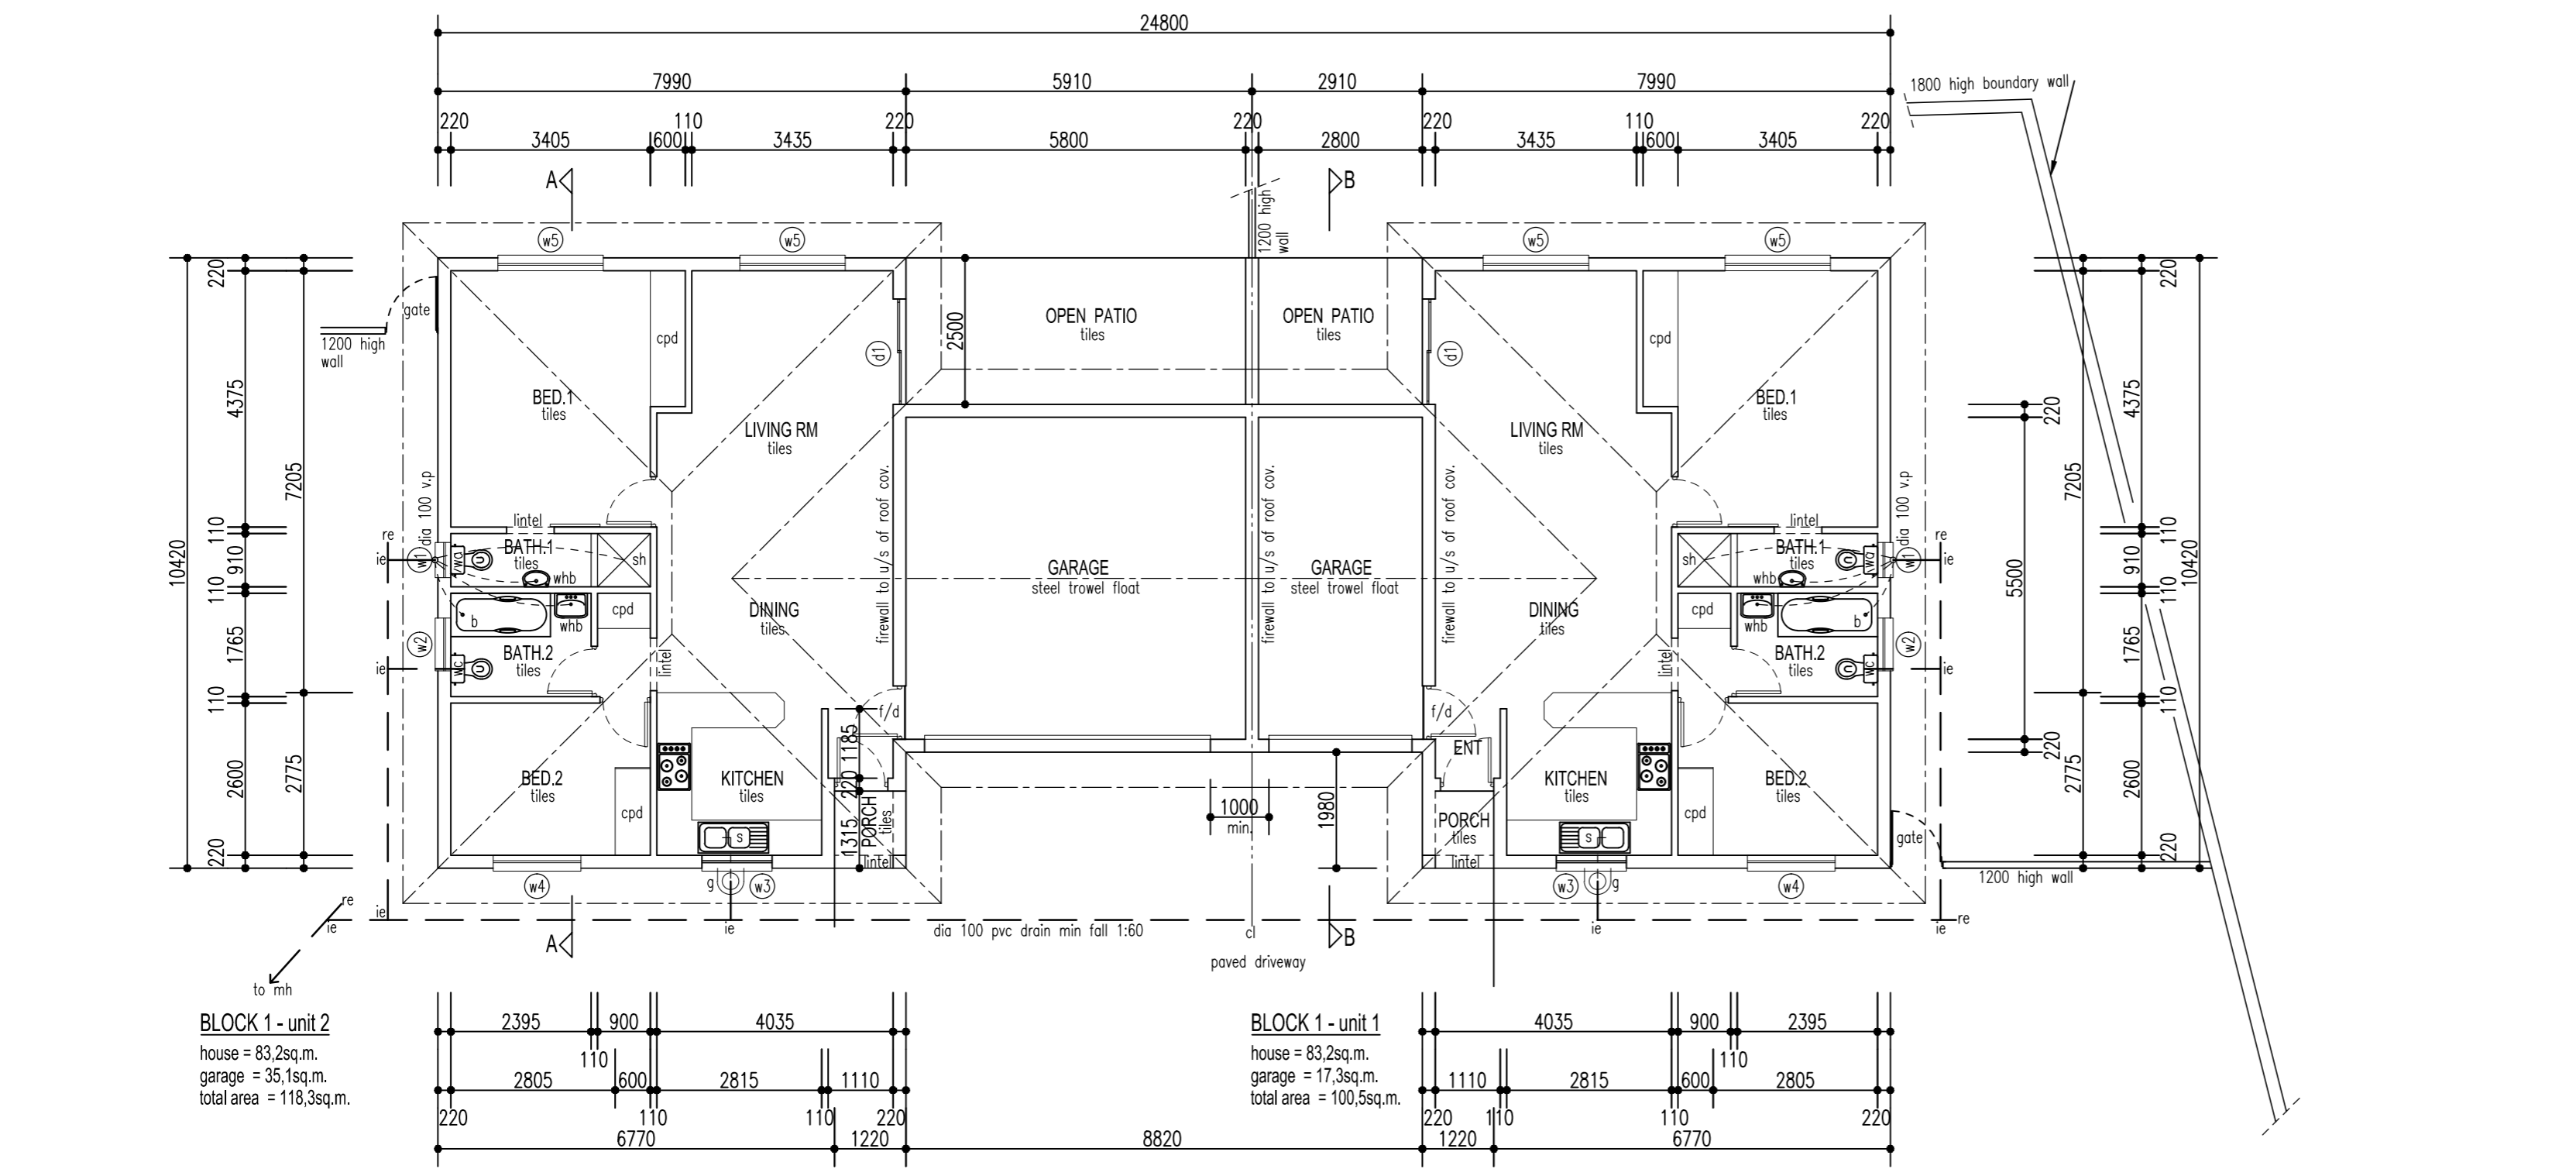 24800
7990 5910 2910 7990
220 110 220 220 220 110 220
3405 600 3435 5800 2800 3435 600 3405
1800 high boundary wall
A B
1200 high
wall
w5 w5 w5 w5
220 220
gate
1200 high
wall
OPEN PATIO
tiles
OPEN PATIO
tiles
2500
cpd cpd
d1 d1
4375 220 4375
BED.1
tiles
LIVING RM
tiles
LIVING RM
tiles
BED.1
tiles
7205 7205
dia 100 v.p
firewall to u/s of roof cov.
firewall to u/s of roof cov.
firewall to u/s of roof cov.
dia 100 v.p
lintel lintel
re re
ie ie
10420 110 910 110
w1 wa BATH.1
tiles
sh
whb
GARAGE
steel trowel float
GARAGE
steel trowel float
sh BATH.1
tiles
whb
wa w1
5500 110 910 110 10420
b whb cpd
DINING
tiles
DINING
tiles
cpd whb b
w2 w2
1765 1765
BATH.2
tiles
wc
lintel lintel
BATH.2
tiles
wc
ie ie
110 110
f/d f/d
1185
ENT
220 220
2600 2775
BED.2
tiles
KITCHEN
tiles
KITCHEN
tiles
BED.2
tiles
2775 2600
cpd cpd
1315 PORCH
tiles
1000
min.
1980
PORCH
tiles
s s
gate
220 lintel lintel 220
w4 g w3 w3 g w4
1200 high wall
re
ie
ie ie ie ie
re
dia 100 pvc drain min fall 1:60
A cl B
paved driveway
to mh
BLOCK 1 - unit 2
house = 83,2sq.m.
garage = 35,1sq.m.
total area = 118,3sq.m.
BLOCK 1 - unit 1
house = 83,2sq.m.
garage = 17,3sq.m.
total area = 100,5sq.m.
2395 900 4035 4035 900 2395
110 110
2805 600 2815 1110 1110 2815 600 2805
220 110 110 220 220 110 110 220
6770 1220 8820 1220 6770